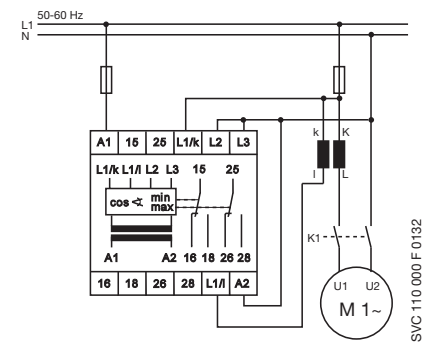 50-60 Hz
L1
N
A1 15 25 L1/k L2 L3
k K
L1/k L1/l L2 L3 15 25
l L
cos ∢ min
max
K1
A1 A2 16 18 26 28
16 18 26 28 L1/l A2
U1 U2
M 1~
SVC 110 000 F 0132